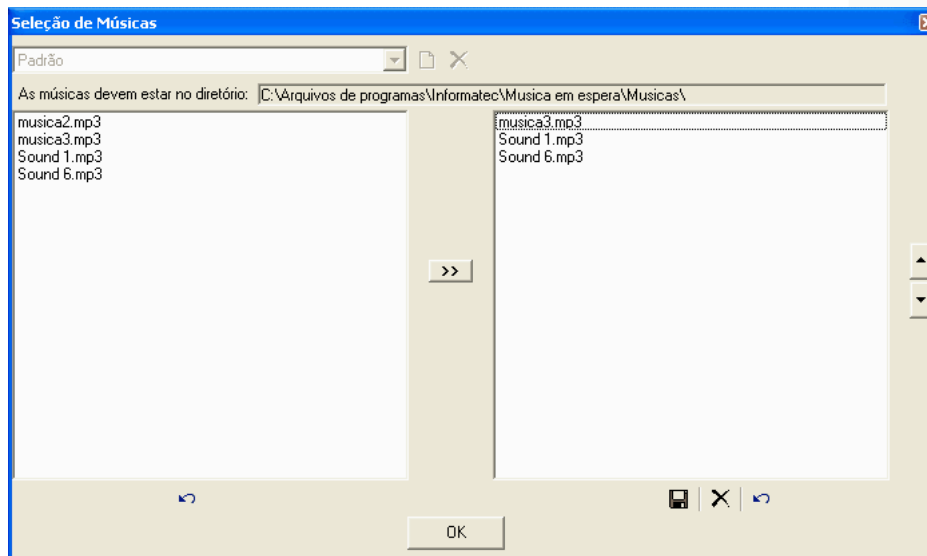 Seleção de Músicas
Padrão
As músicas devem estar no diretório: C:\Arquivos de programas\Informatec\Musica em espera\Musicas\
musica2.mp3
musica3.mp3
Sound 1.mp3
Sound 6.mp3
>>
musica3.mp3
Sound 1.mp3
Sound 6.mp3
OK